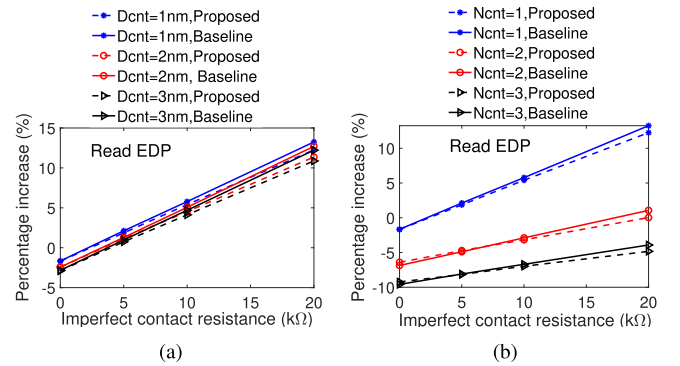 Dcnt=1nm,Proposed
Dcnt=1nm,Baseline
Dcnt=2nm,Proposed
Dcnt=2nm, Baseline
Dcnt=3nm,Proposed
Dcnt=3nm,Baseline
Percentage increase (%)
15
10
5
0
-5
Read EDP
0
5
10
15
20
Imperfect contact resistance (kΩ)
(a)
Ncnt=1,Proposed
Ncnt=1,Baseline
Ncnt=2,Proposed
Ncnt=2,Baseline
Ncnt=3,Proposed
Ncnt=3,Baseline
Percentage increase (%)
10
5
0
-5
-10
Read EDP
0
5
10
15
20
Imperfect contact resistance (kΩ)
(b)